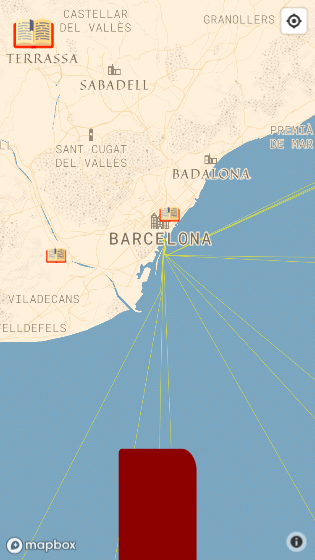 CASTELLAR
DEL VALLÈS
GRANOLLERS
TERRASSA
SABADELL
PREMIÀ
DE MAR
SANT CUGAT
DEL VALLÈS
BADALONA
BARCELONA
VILADECANS
ELLDEFELS
mapbox